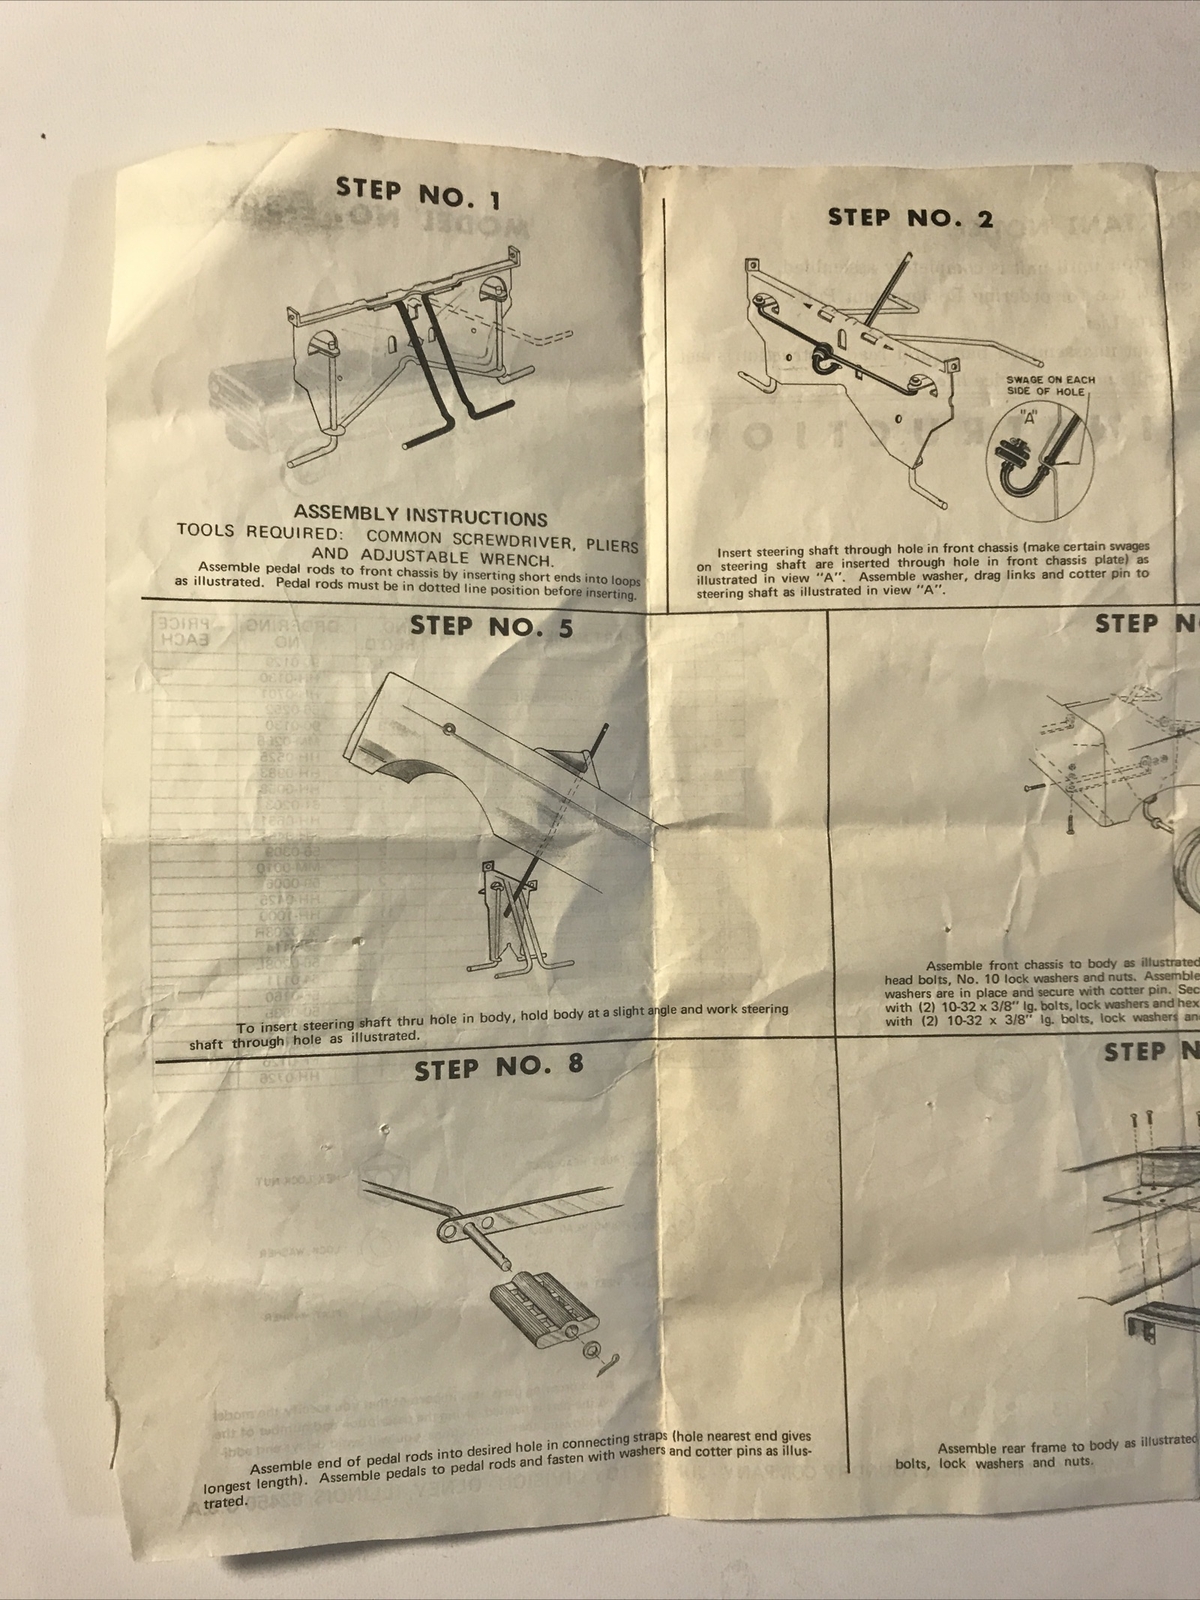 STEP NO. 1
ASSEMBLY INSTRUCTIONS
TOOLS REQUIRED: COMMON SCREWDRIVER, PLIERS
AND ADJUSTABLE WRENCH.
Assemble pedal rods to front chassis by inserting short ends into loops
as illustrated. Pedal rods must be in dotted line position before inserting.
STEP NO. 2
SWAGE ON EACH
SIDE OF HOLE
"A"
Insert steering shaft through hole in front chassis (make certain swages
on steering shaft are inserted through hole in front chassis plate) as
illustrated in view "A". Assemble washer, drag links and cotter pin to
steering shaft as illustrated in view "A".
STEP NO. 5
To insert steering shaft thru hole in body, hold body at a slight angle and work steering
shaft through hole as illustrated.
STEP N
Assemble front chassis to body as illustrated
head bolts, No. 10 lock washers and nuts. Assemble
washers are in place and secure with cotter pin. Sec
with (2) 10-32 x 3/8" lg. bolts, lock washers and hex
with (2) 10-32 x 3/8" lg. bolts, lock washers an
STEP NO. 8
Assemble end of pedal rods into desired hole in connecting straps (hole nearest end gives
longest length). Assemble pedals to pedal rods and fasten with washers and cotter pins as illus-
trated.
STEP N
Assemble rear frame to body as illustrated
bolts, lock washers and nuts.